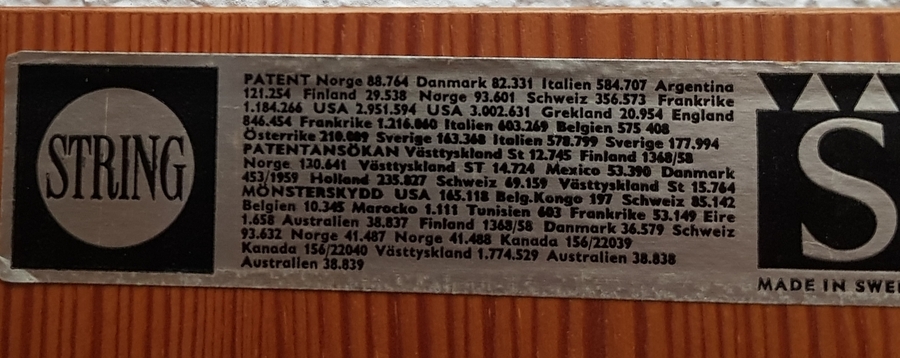 STRING
PATENT Norge 88.764 Danmark 82.331 Italien 584.707 Argentina
121.254 Finland 29.538 Norge 93.601 Schweiz 356.573 Frankrike
1.184.266 USA 2.951.594 USA 3.002.631 Grekland 20.954 England
846.454 Frankrike 1.216.060 Italien 603.269 Belgien 575 408
Österrike 210.009 Sverige 163.368 Italien 578.799 Sverige 177.994
PATENTANSÖKAN Västtyskland St 12.745 Finland 1368/58
Norge 130.641 Västtyskland ST 14.724 Mexico 53.390 Danmark
453/1959 Holland 235.827 Schweiz 69.159 Västtyskland St 15.764
MÖNSTERSKYDD USA 165.118 Belg.Kongo 197 Schweiz 85.142
Belgien 10.345 Marocko 1.111 Tunisien 603 Frankrike 53.149 Eire
1.658 Australien 38.837 Finland 1368/58 Danmark 36.579 Schweiz
93.632 Norge 41.487 Norge 41.488 Kanada 156/22039
Kanada 156/22040 Västtyskland 1.774.529 Australien 38.838
Australien 38.839
S
MADE IN SWE